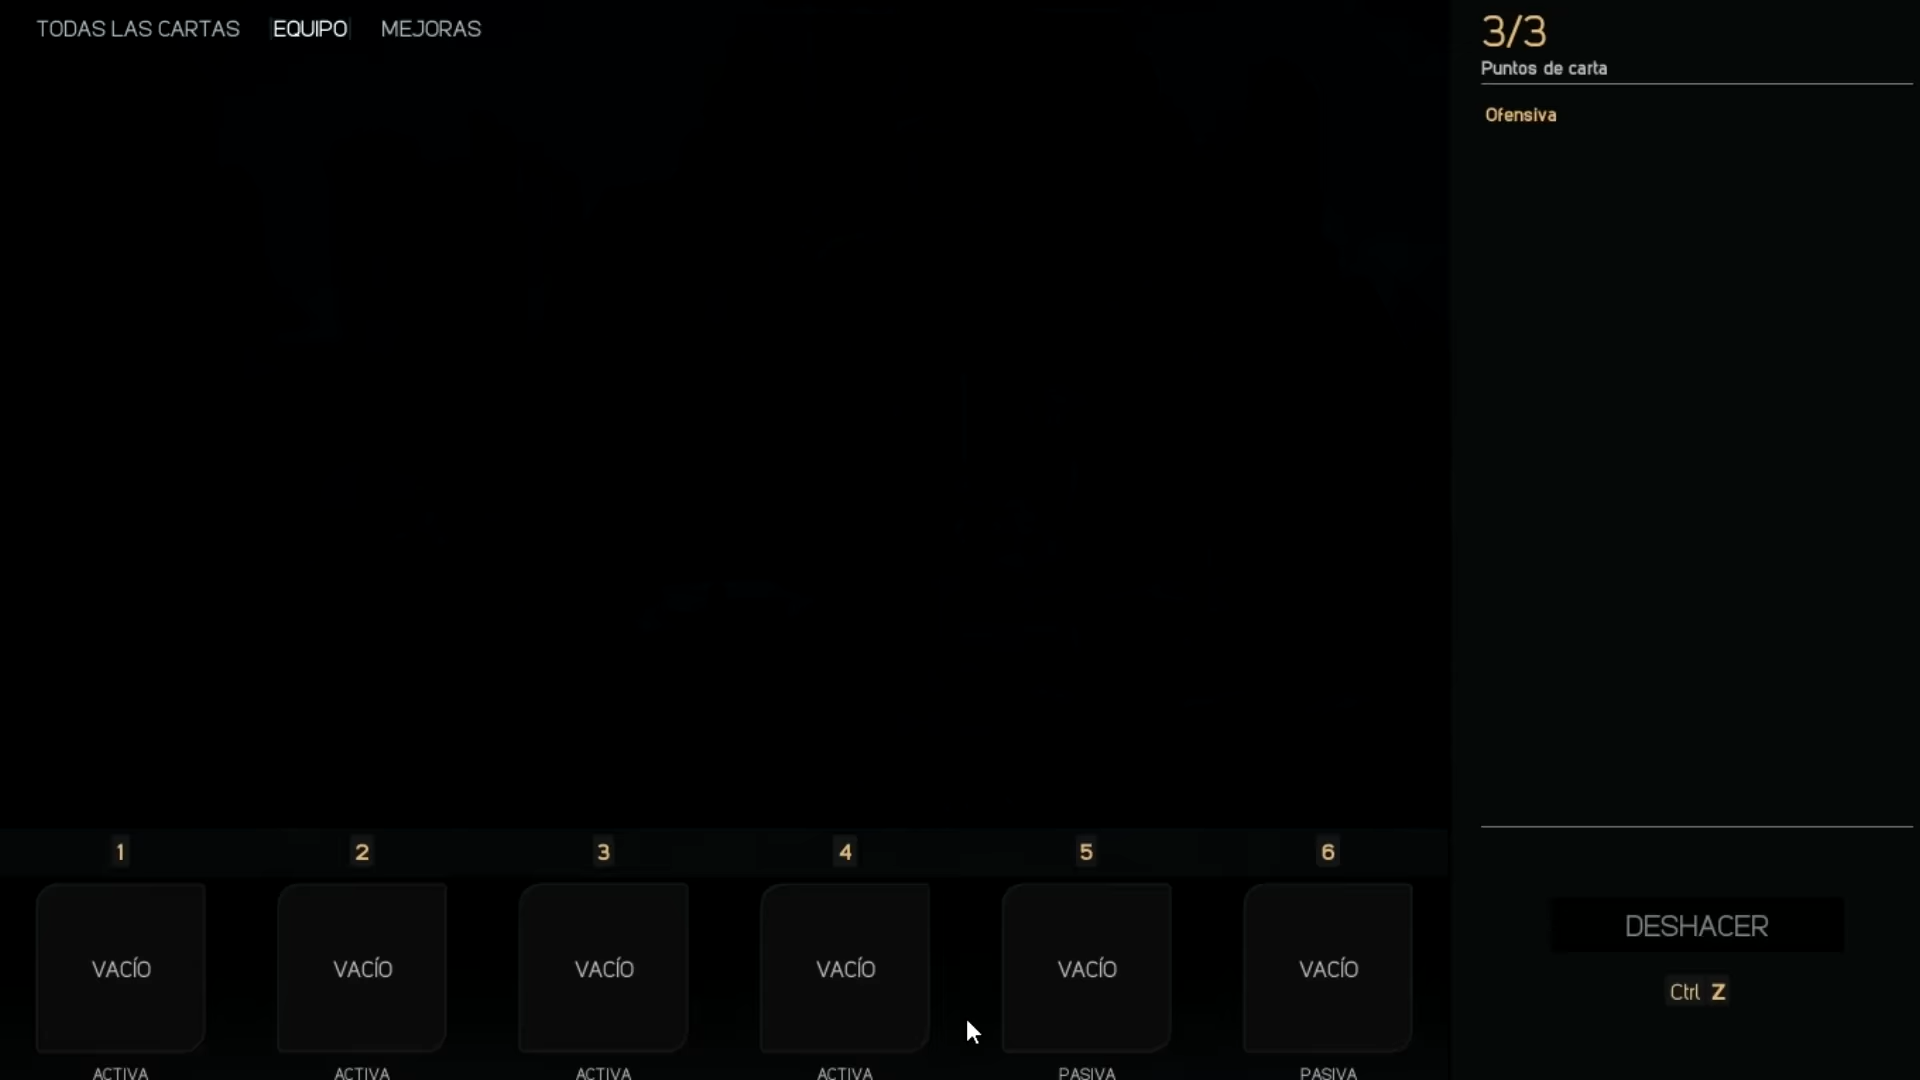 TODAS LAS CARTAS EQUIPO MEJORAS
3/3
Puntos de carta
Ofensiva
1 2 3 4 5 6
VACÍO VACÍO VACÍO VACÍO VACÍO VACÍO
ACTIVA ACTIVA ACTIVA ACTIVA PASIVA PASIVA
DESHACER
Ctrl Z